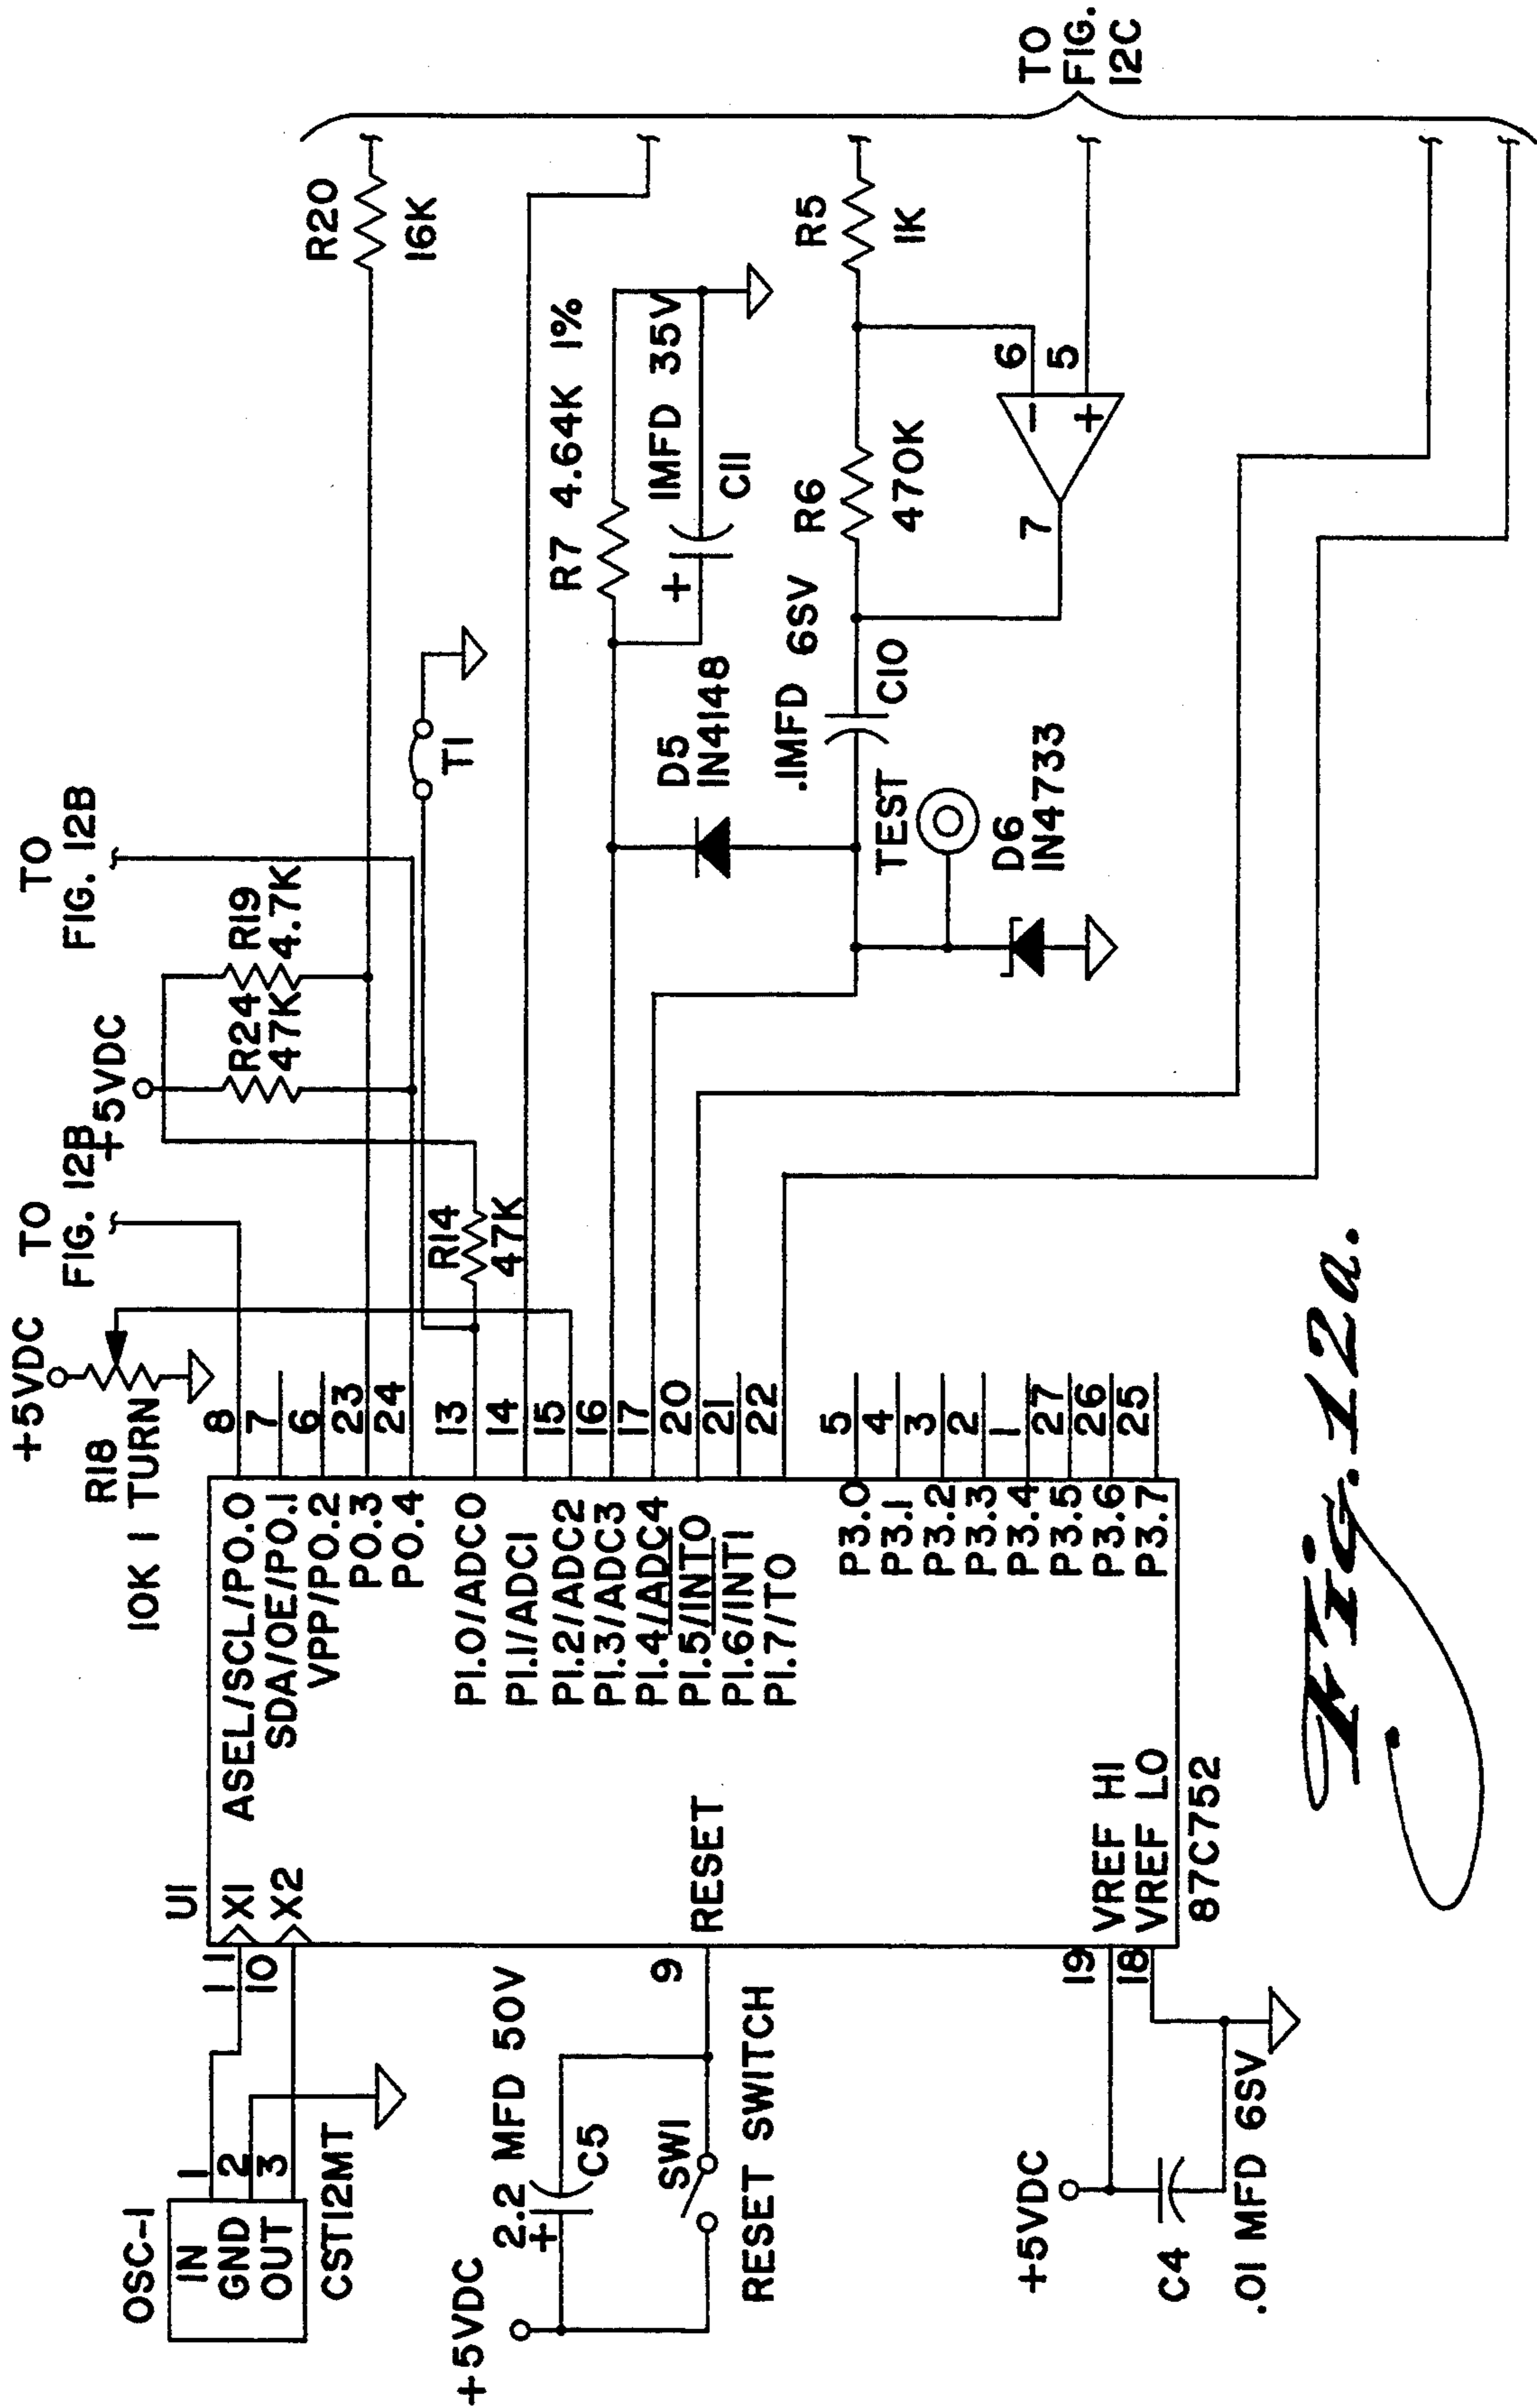 OSC-1
IN
GND
OUT
1
2
3
CST12MT
11
10
U1
X1
X2
+5VDC
2.2 MFD 50V
+
C5
SW1
RESET SWITCH
9
RESET
+5VDC
C4
.01 MFD 6SV
19
18
VREF HI
VREF LO
87C752
ASEL/SCL/P0.0
SDA/OE/P0.1
VPP/P0.2
P0.3
P0.4
P1.0/ADC0
P1.1/ADC1
P1.2/ADC2
P1.3/ADC3
P1.4/ADC4
P1.5/INT0
P1.6/INT1
P1.7/T0
P3.0
P3.1
P3.2
P3.3
P3.4
P3.5
P3.6
P3.7
8
7
6
23
24
13
14
15
16
17
20
21
22
5
4
3
2
1
27
26
25
+5VDC
R18
10K 1 TURN
TO
FIG. 12B
+5VDC
R14
47K
R24
47K
R19
4.7K
TO
FIG. 12B
T1
R20
16K
R7 4.64K 1%
1MFD 35V
+
C11
D5
IN4148
.1MFD 6SV
C10
TEST
D6
IN4733
R6
470K
R5
1K
6
5
7
-
+
TO
FIG.
12C
Fig.12a.